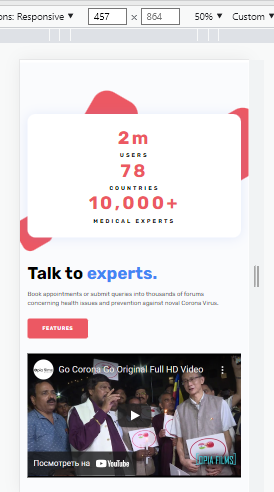 ons: Responsive ▼ 457 × 864 50% ▼ Custom ▼
2m
USERS
78
COUNTRIES
10,000+
MEDICAL EXPERTS
Talk to experts.
Book appointments or submit queries into thousands of forums
concerning health issues and prevention against noval Corona Virus.
FEATURES
Go Corona Go Original Full HD Video
TOPIA FILMS
Посмотреть на YouTube